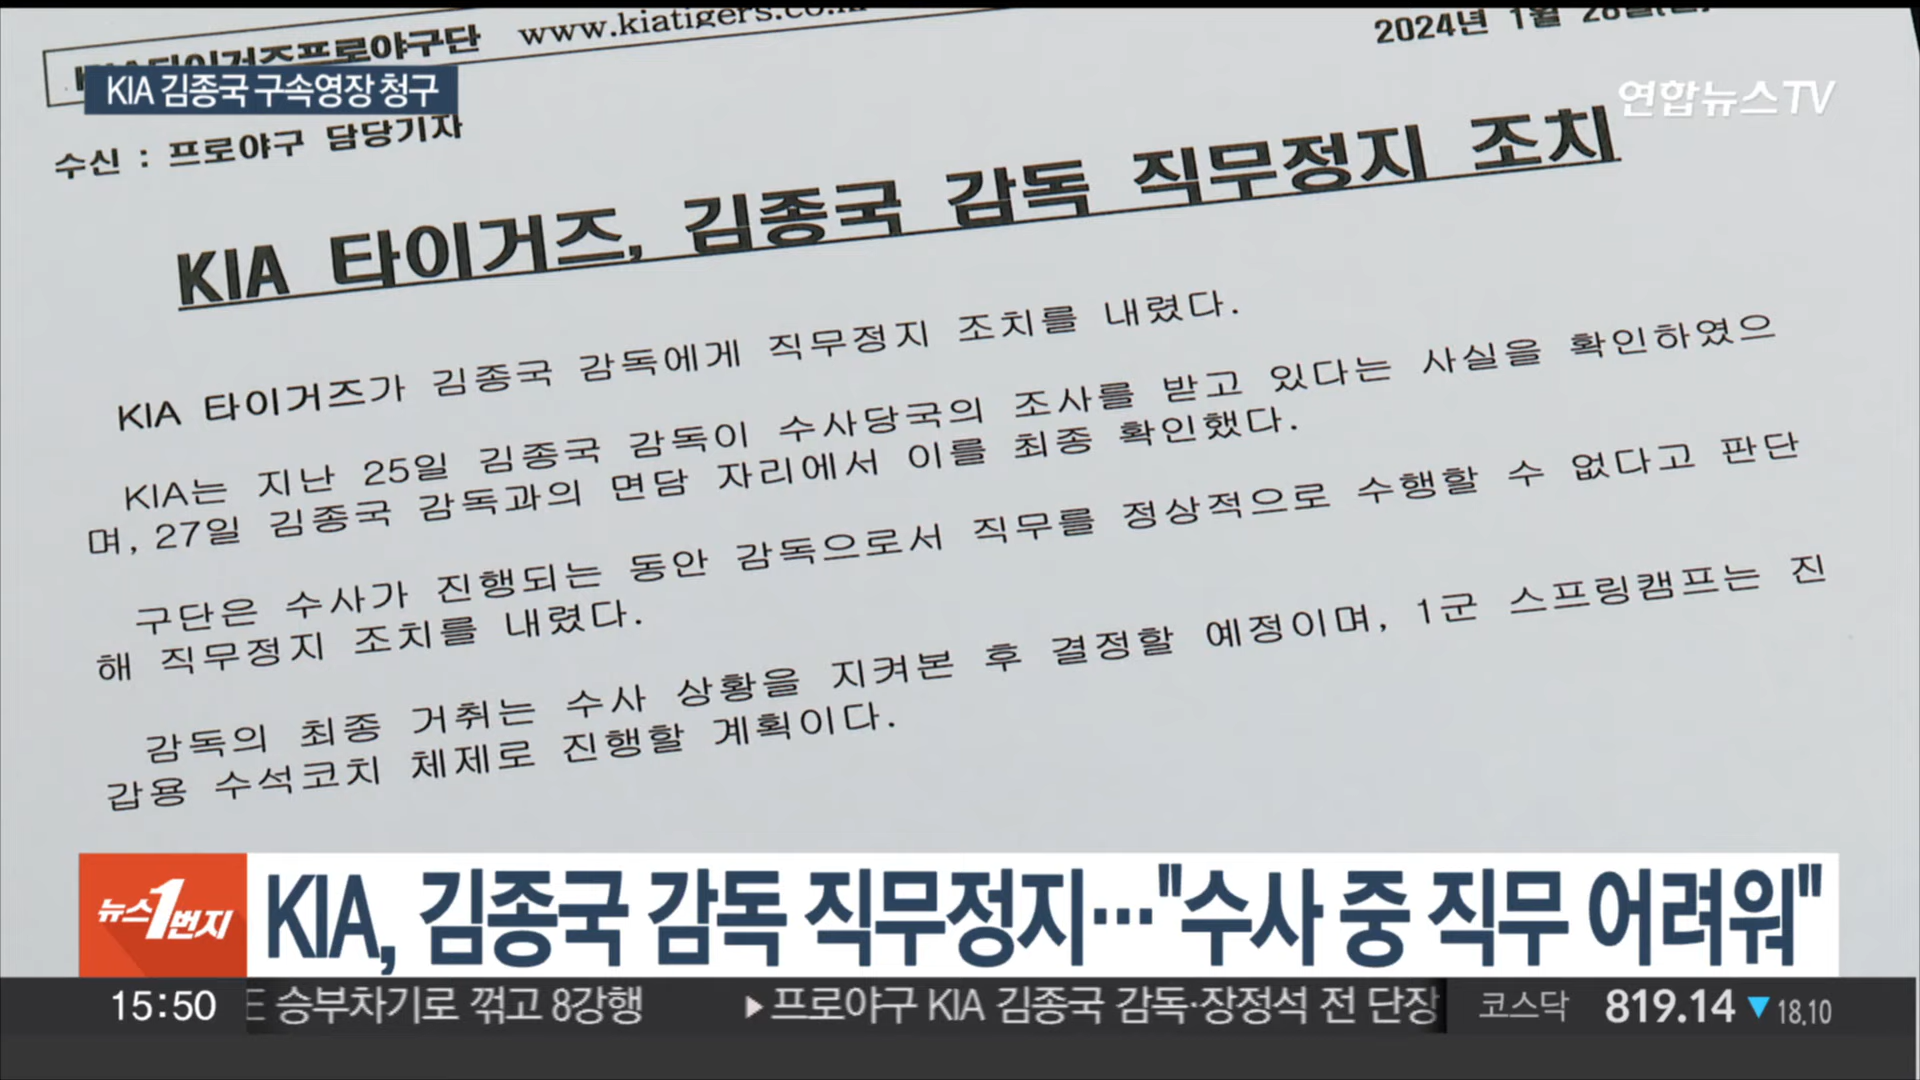 KIA타이거즈프로야구단 www.kiatigers.co.kr
2024년 1월 28일
KIA 김종국 구속영장 청구
연합뉴스TV
수신 : 프로야구 담당기자
KIA 타이거즈, 김종국 감독 직무정지 조치
KIA 타이거즈가 김종국 감독에게 직무정지 조치를 내렸다.
KIA는 지난 25일 김종국 감독이 수사당국의 조사를 받고 있다는 사실을 확인하였으
며, 27일 김종국 감독과의 면담 자리에서 이를 최종 확인했다.
구단은 수사가 진행되는 동안 감독으로서 직무를 정상적으로 수행할 수 없다고 판단
해 직무정지 조치를 내렸다.
감독의 최종 거취는 수사 상황을 지켜본 후 결정할 예정이며, 1군 스프링캠프는 진
갑용 수석코치 체제로 진행할 계획이다.
뉴스1번지
KIA, 김종국 감독 직무정지…"수사 중 직무 어려워"
15:50 승부차기로 꺾고 8강행 ▶프로야구 KIA 김종국 감독·장정석 전 단장 코스닥 819.14 ▼ 18.10